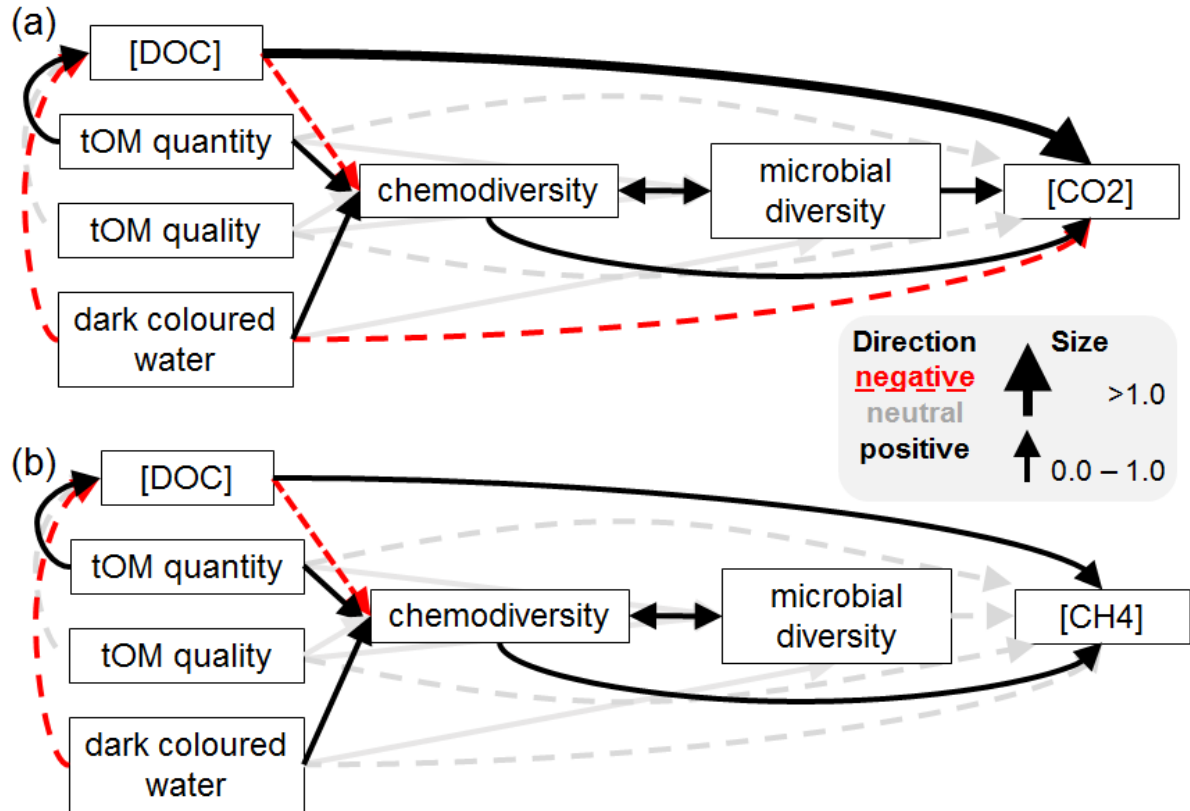 (a)
[DOC]
tOM quantity
chemodiversity
microbial
diversity
[CO2]
tOM quality
dark coloured
water
Direction
Size
negative
>1.0
neutral
positive
0.0 – 1.0
(b)
[DOC]
tOM quantity
chemodiversity
microbial
diversity
[CH4]
tOM quality
dark coloured
water